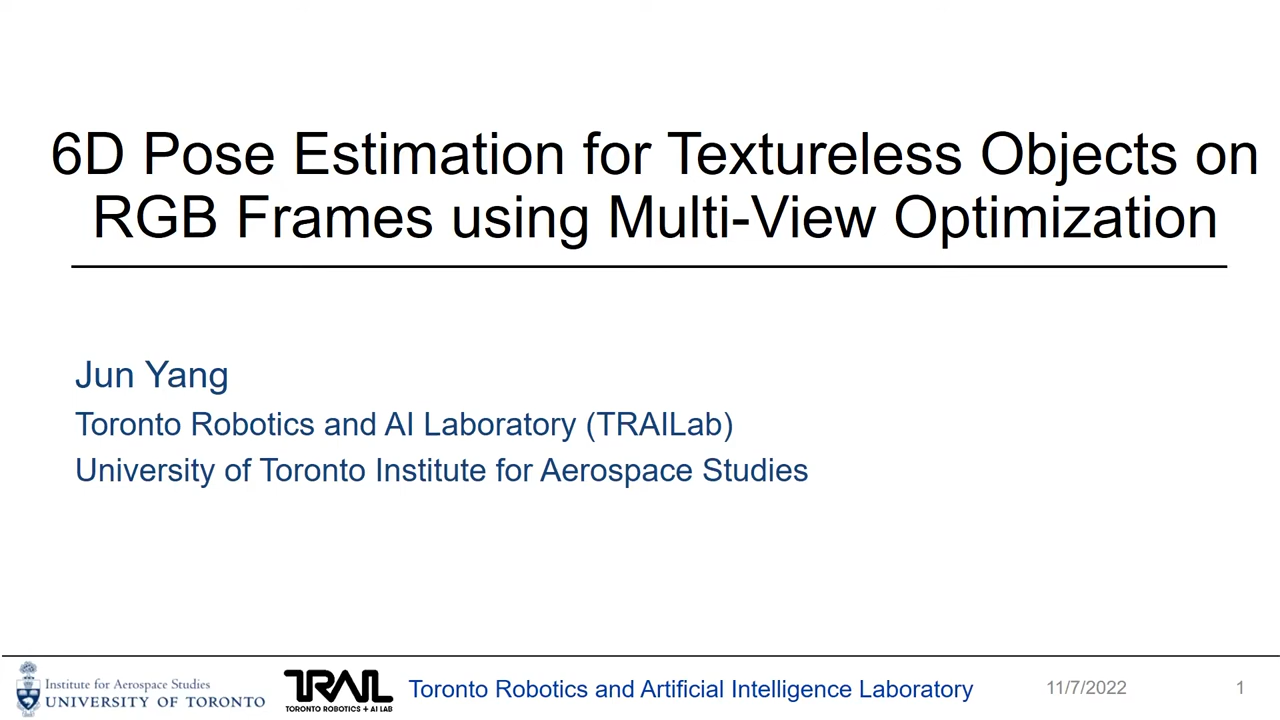 6D Pose Estimation for Textureless Objects on
RGB Frames using Multi-View Optimization
Jun Yang
Toronto Robotics and AI Laboratory (TRAILab)
University of Toronto Institute for Aerospace Studies
Institute for Aerospace Studies
UNIVERSITY OF TORONTO
TRAIL
TORONTO ROBOTICS + AI LAB
Toronto Robotics and Artificial Intelligence Laboratory
11/7/2022
1